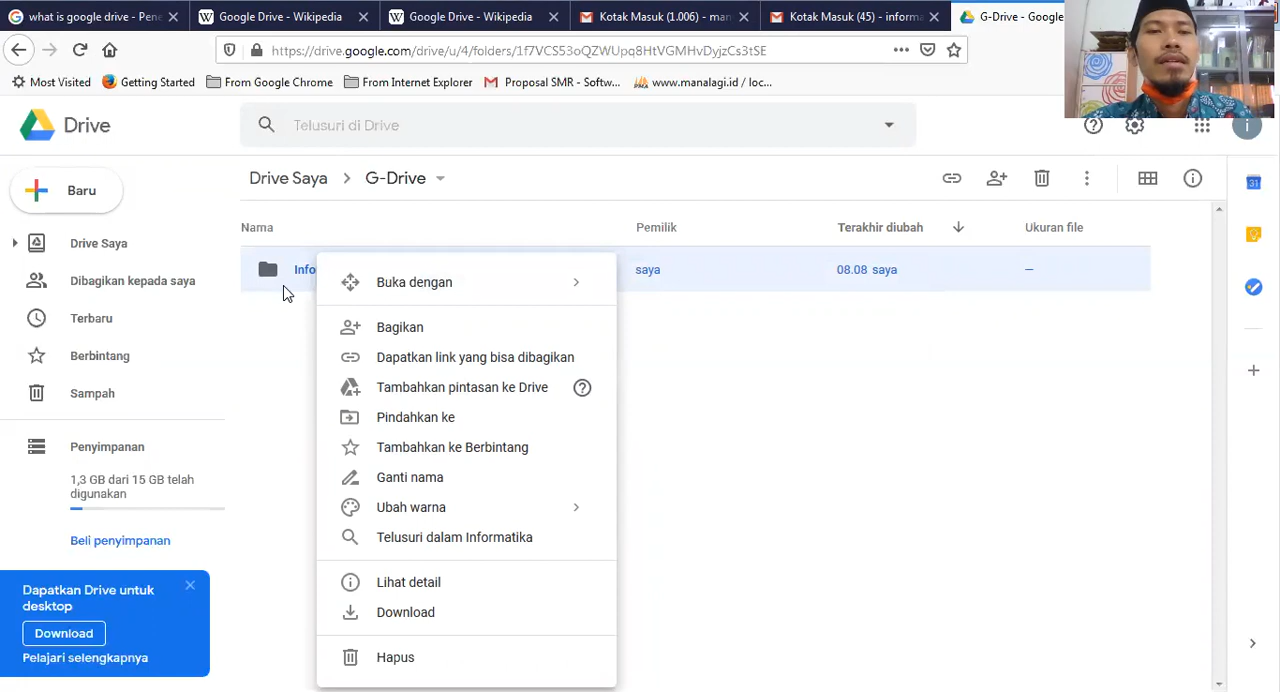 what is google drive - Pene
Google Drive - Wikipedia
Google Drive - Wikipedia
Kotak Masuk (1.006) - man
Kotak Masuk (45) - informa
G-Drive - Google
https://drive.google.com/drive/u/4/folders/1f7VCS53oQZWUpq8HtVGMHvDyjzCs3tSE
Most Visited
Getting Started
From Google Chrome
From Internet Explorer
Proposal SMR - Softw...
www.manalagi.id / loc...
Drive
Telusuri di Drive
i
Baru
Drive Saya
G-Drive
Nama
Pemilik
Terakhir diubah
Ukuran file
Drive Saya
Dibagikan kepada saya
Terbaru
Berbintang
Sampah
Penyimpanan
1,3 GB dari 15 GB telah
digunakan
Beli penyimpanan
Dapatkan Drive untuk
desktop
Download
Pelajari selengkapnya
Info
saya
08.08 saya
–
Buka dengan
Bagikan
Dapatkan link yang bisa dibagikan
Tambahkan pintasan ke Drive
Pindahkan ke
Tambahkan ke Berbintang
Ganti nama
Ubah warna
Telusuri dalam Informatika
Lihat detail
Download
Hapus
31